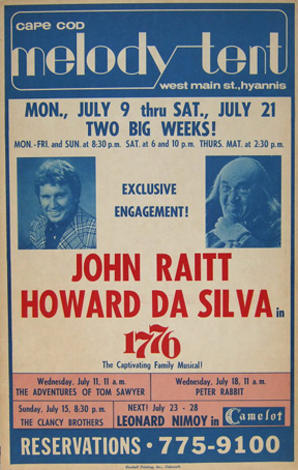 CAPE COD
melody tent
west main st., hyannis
MON., JULY 9 thru SAT., JULY 21
TWO BIG WEEKS!
MON.-FRI. and SUN. at 8:30 p.m. SAT. at 6 and 10 p.m. THURS. MAT. at 2:30 p.m.
EXCLUSIVE
ENGAGEMENT!
JOHN RAITT
HOWARD DA SILVA in
1776
The Captivating Family Musical!
Wednesday, July 11, 11 a.m.
THE ADVENTURES OF TOM SAWYER
Wednesday, July 18, 11 a.m.
PETER RABBIT
Sunday, July 15, 8:30 p.m.
THE CLANCY BROTHERS
NEXT! July 23 - 28
LEONARD NIMOY in Camelot
RESERVATIONS • 775-9100